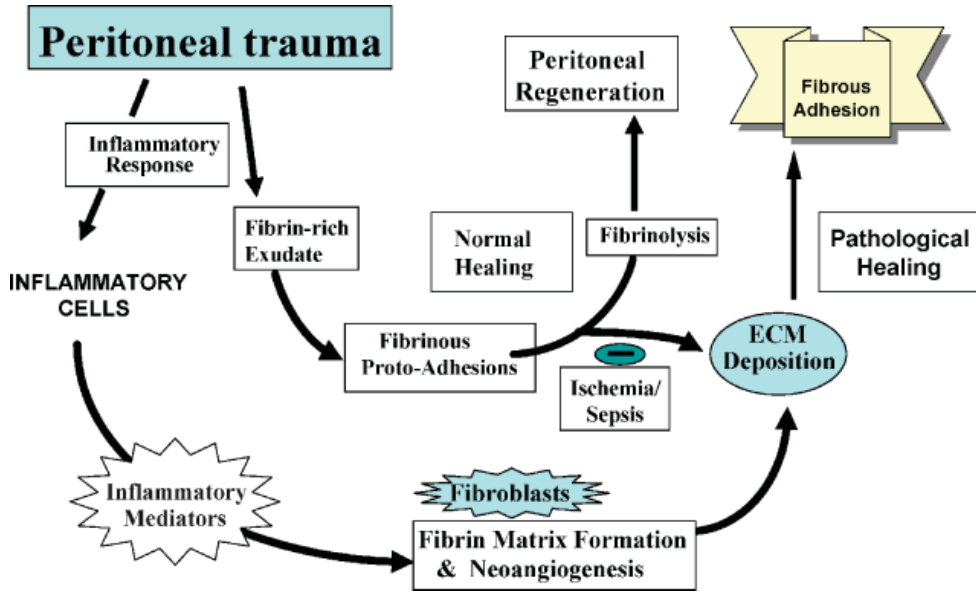 Peritoneal trauma
Inflammatory
Response
INFLAMMATORY
CELLS
Inflammatory
Mediators
Fibrin-rich
Exudate
Fibrinous
Proto-Adhesions
Normal
Healing
Peritoneal
Regeneration
Fibrinolysis
Ischemia/
Sepsis
Fibroblasts
Fibrin Matrix Formation
& Neoangiogenesis
ECM
Deposition
Pathological
Healing
Fibrous
Adhesion